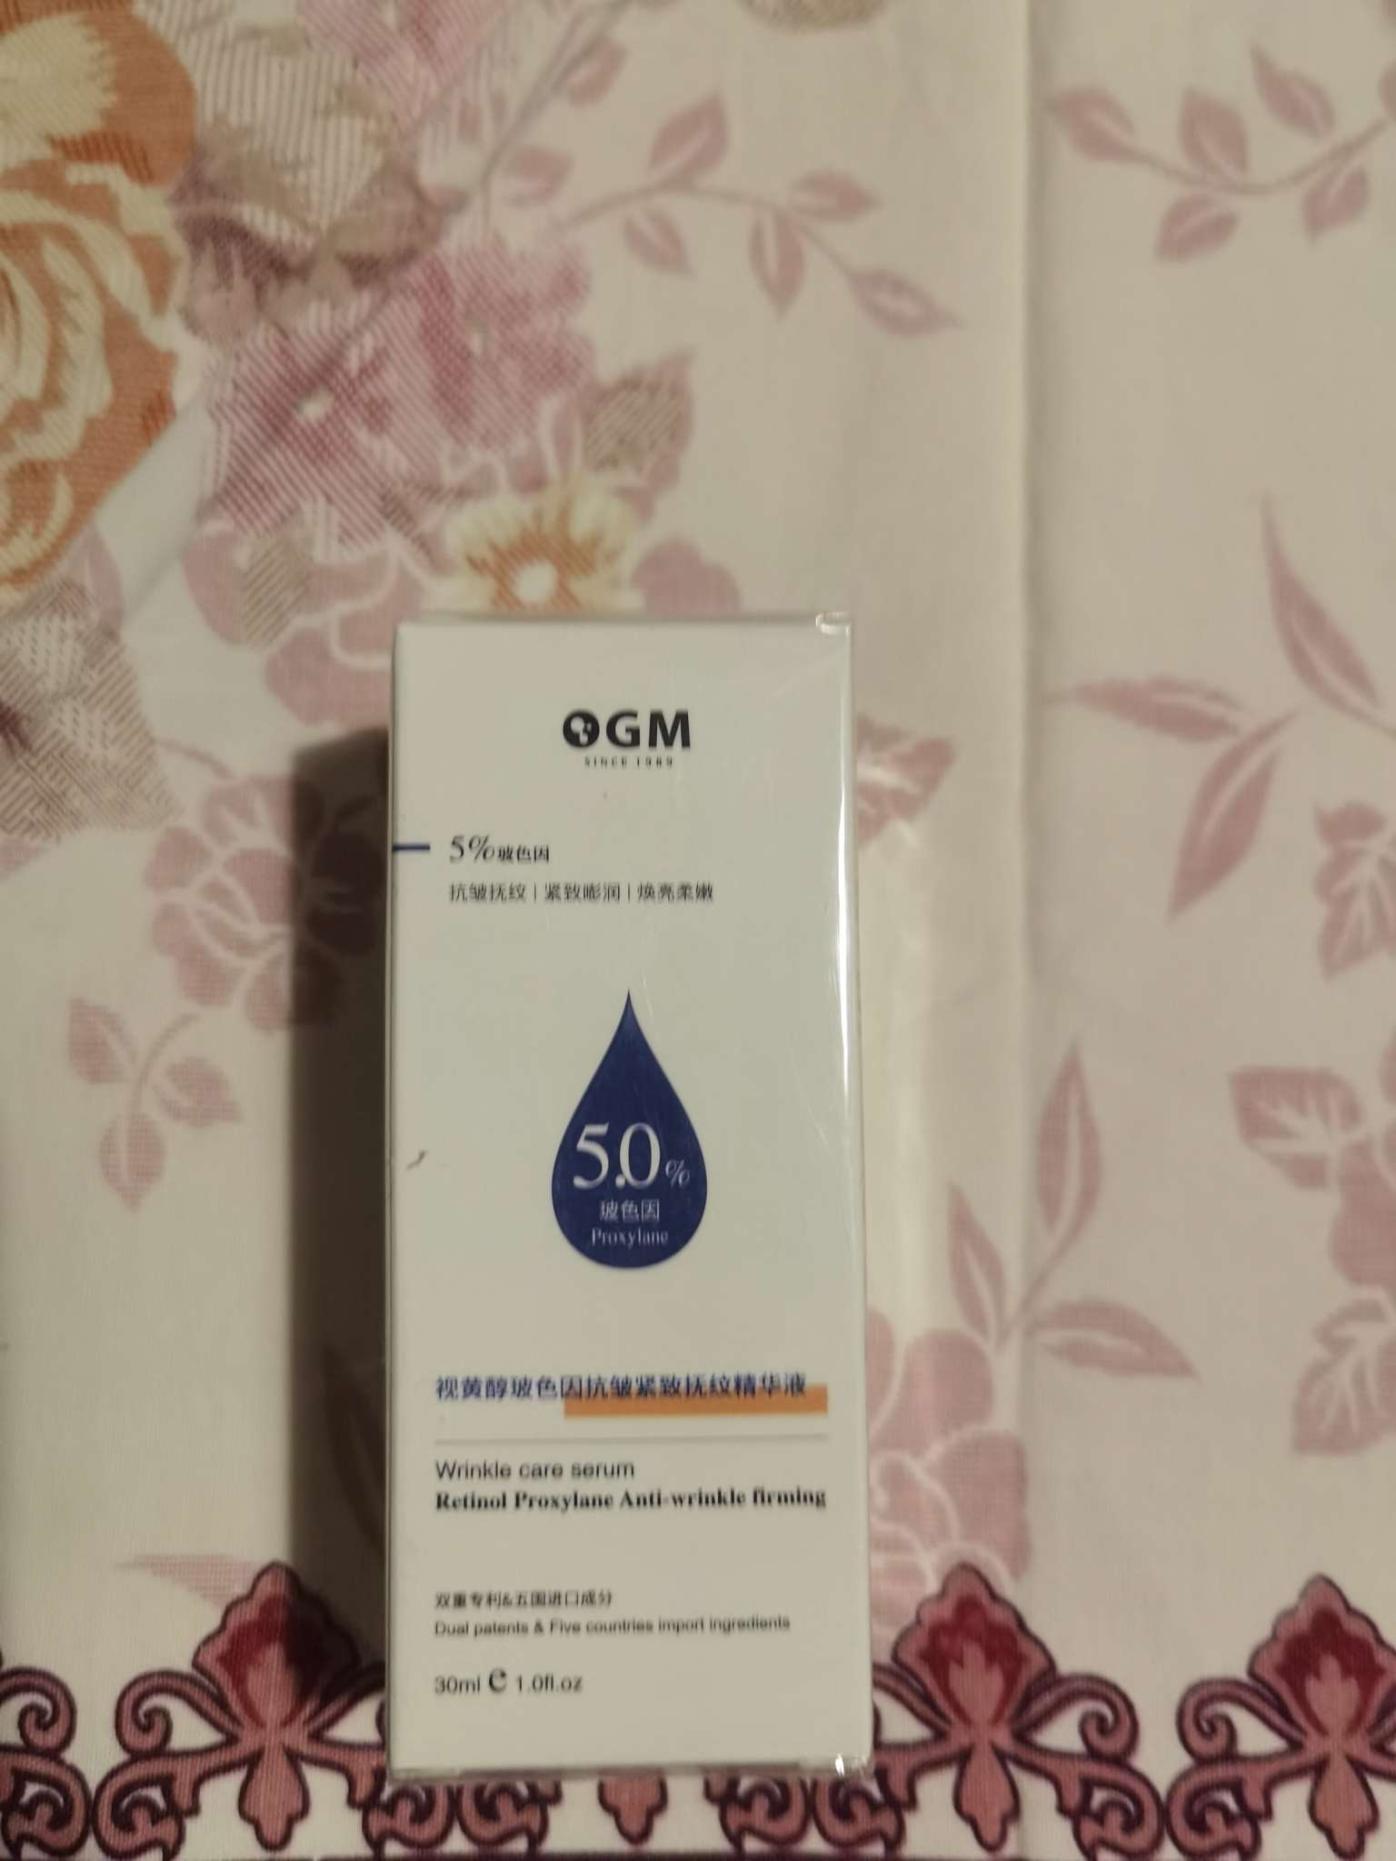 OGM
SINCE 1989
5%玻色因
抗皱抚纹 | 紧致膨润 | 焕亮柔嫩
5.0%
玻色因
Proxylane
视黄醇玻色因抗皱紧致抚纹精华液
Wrinkle care serum
Retinol Proxylane Anti-wrinkle firming
双重专利&五国进口成分
Dual patents & Five countries import ingredients
30ml e 1.0fl.oz